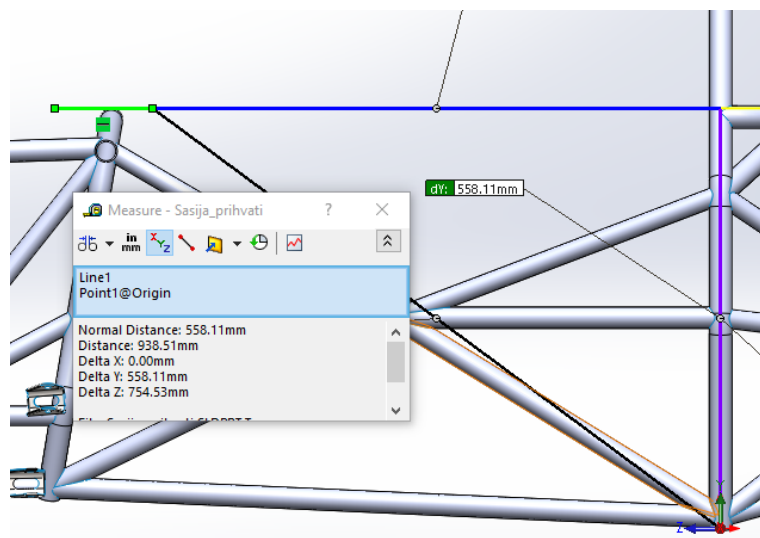 dY: 558.11mm
Measure - Sasija_prihvati ? ×
in
mm
X Y Z
Line1
Point1@Origin
Normal Distance: 558.11mm
Distance: 938.51mm
Delta X: 0.00mm
Delta Y: 558.11mm
Delta Z: 754.53mm
Y
Z